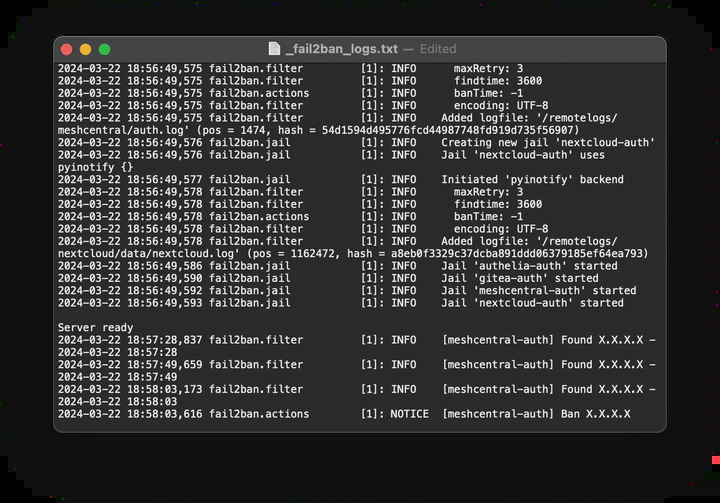 _fail2ban_logs.txt — Edited
2024-03-22 18:56:49,575 fail2ban.filter [1]: INFO maxRetry: 3
2024-03-22 18:56:49,575 fail2ban.filter [1]: INFO findtime: 3600
2024-03-22 18:56:49,575 fail2ban.actions [1]: INFO banTime: -1
2024-03-22 18:56:49,575 fail2ban.filter [1]: INFO encoding: UTF-8
2024-03-22 18:56:49,575 fail2ban.filter [1]: INFO Added logfile: '/remotelogs/
meshcentral/auth.log' (pos = 1474, hash = 54d1594d495776fcd44987748fd919d735f56907)
2024-03-22 18:56:49,576 fail2ban.jail [1]: INFO Creating new jail 'nextcloud-auth'
2024-03-22 18:56:49,576 fail2ban.jail [1]: INFO Jail 'nextcloud-auth' uses
pyinotify {}
2024-03-22 18:56:49,577 fail2ban.jail [1]: INFO Initiated 'pyinotify' backend
2024-03-22 18:56:49,578 fail2ban.filter [1]: INFO maxRetry: 3
2024-03-22 18:56:49,578 fail2ban.filter [1]: INFO findtime: 3600
2024-03-22 18:56:49,578 fail2ban.actions [1]: INFO banTime: -1
2024-03-22 18:56:49,578 fail2ban.filter [1]: INFO encoding: UTF-8
2024-03-22 18:56:49,578 fail2ban.filter [1]: INFO Added logfile: '/remotelogs/
nextcloud/data/nextcloud.log' (pos = 1162472, hash = a8eb0f3329c37dcba891ddd06379185ef64ea793)
2024-03-22 18:56:49,586 fail2ban.jail [1]: INFO Jail 'authelia-auth' started
2024-03-22 18:56:49,590 fail2ban.jail [1]: INFO Jail 'gitea-auth' started
2024-03-22 18:56:49,592 fail2ban.jail [1]: INFO Jail 'meshcentral-auth' started
2024-03-22 18:56:49,593 fail2ban.jail [1]: INFO Jail 'nextcloud-auth' started
Server ready
2024-03-22 18:57:28,837 fail2ban.filter [1]: INFO [meshcentral-auth] Found X.X.X.X -
2024-03-22 18:57:28
2024-03-22 18:57:49,659 fail2ban.filter [1]: INFO [meshcentral-auth] Found X.X.X.X -
2024-03-22 18:57:49
2024-03-22 18:58:03,173 fail2ban.filter [1]: INFO [meshcentral-auth] Found X.X.X.X -
2024-03-22 18:58:03
2024-03-22 18:58:03,616 fail2ban.actions [1]: NOTICE [meshcentral-auth] Ban X.X.X.X